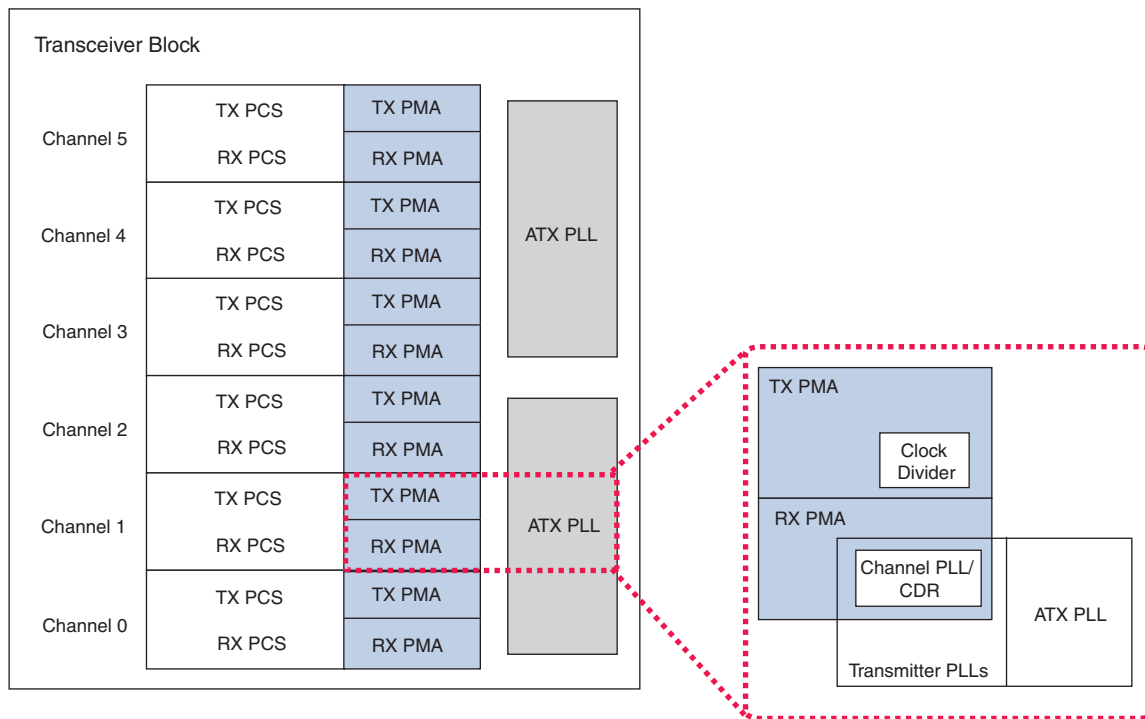 Transceiver Block
Channel 5
TX PCS
TX PMA
RX PCS
RX PMA
Channel 4
TX PCS
TX PMA
RX PCS
RX PMA
ATX PLL
Channel 3
TX PCS
TX PMA
RX PCS
RX PMA
Channel 2
TX PCS
TX PMA
RX PCS
RX PMA
Channel 1
TX PCS
TX PMA
RX PCS
RX PMA
ATX PLL
Channel 0
TX PCS
TX PMA
RX PCS
RX PMA
TX PMA
Clock
Divider
RX PMA
Channel PLL/
CDR
ATX PLL
Transmitter PLLs